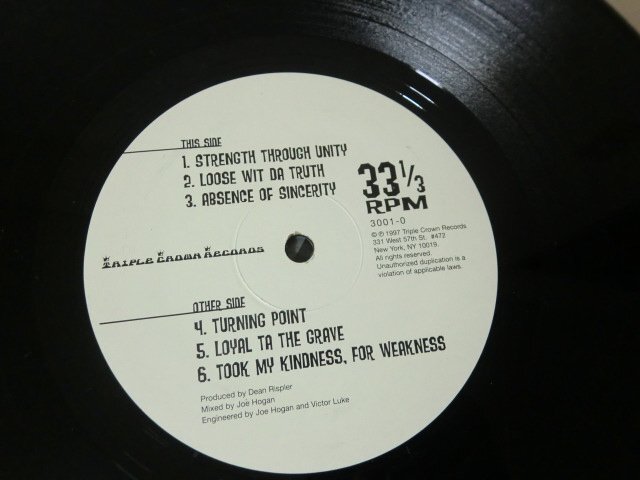 THIS SIDE
1. STRENGTH THROUGH UNITY
2. LOOSE WIT DA TRUTH
3. ABSENCE OF SINCERITY
33 1/3
RPM
3001-0
© ℗ 1997 Triple Crown Records
331 West 57th St. #472
New York, NY 10019.
All rights reserved.
Unauthorized duplication is a
violation of applicable laws.
TRIPLE CROWN RECORDS
OTHER SIDE
4. TURNING POINT
5. LOYAL TA THE GRAVE
6. TOOK MY KINDNESS, FOR WEAKNESS
Produced by Dean Rispler
Mixed by Joe Hogan
Engineered by Joe Hogan and Victor Luke